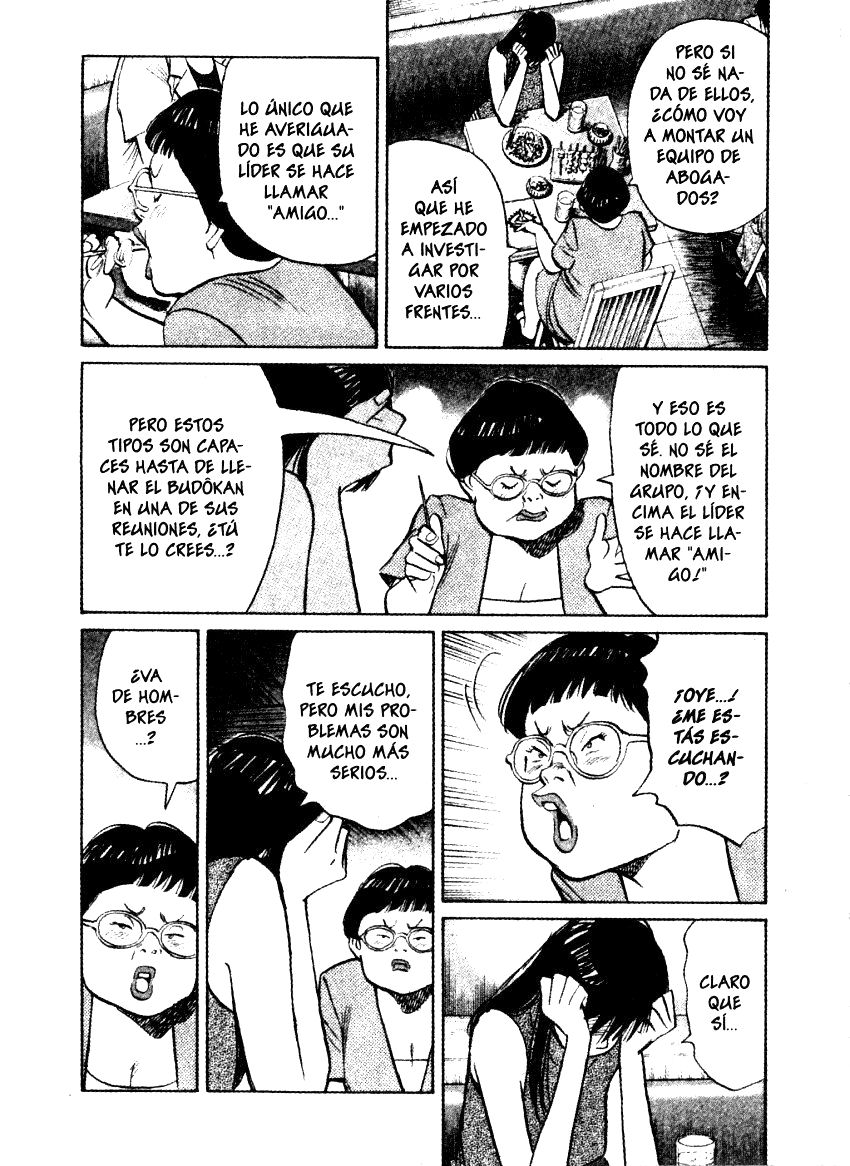 PERO SI
NO SÉ NA-
DA DE ELLOS,
¿CÓMO VOY
A MONTAR UN
EQUIPO DE
ABOGA-
DOS?
ASÍ
QUE HE
EMPEZADO
A INVESTI-
GAR POR
VARIOS
FRENTES...
LO ÚNICO QUE
HE AVERIGUA-
DO ES QUE SU
LÍDER SE HACE
LLAMAR
"AMIGO..."
Y ESO ES
TODO LO QUE
SÉ. NO SÉ EL
NOMBRE DEL
GRUPO, ¡Y EN-
CIMA EL LÍDER
SE HACE LLA-
MAR "AMI-
GO!"
PERO ESTOS
TIPOS SON CAPA-
CES HASTA DE LLE-
NAR EL BUDÔKAN
EN UNA DE SUS
REUNIONES, ¿TÚ
TE LO CREES...?
¡OYE...!
¿ME ES-
TÁS ES-
CUCHAN-
DO...?
CLARO
QUE
SÍ...
TE ESCUCHO,
PERO MIS PRO-
BLEMAS SON
MUCHO MÁS
SERIOS...
¿VA
DE HOM-
BRES
...?